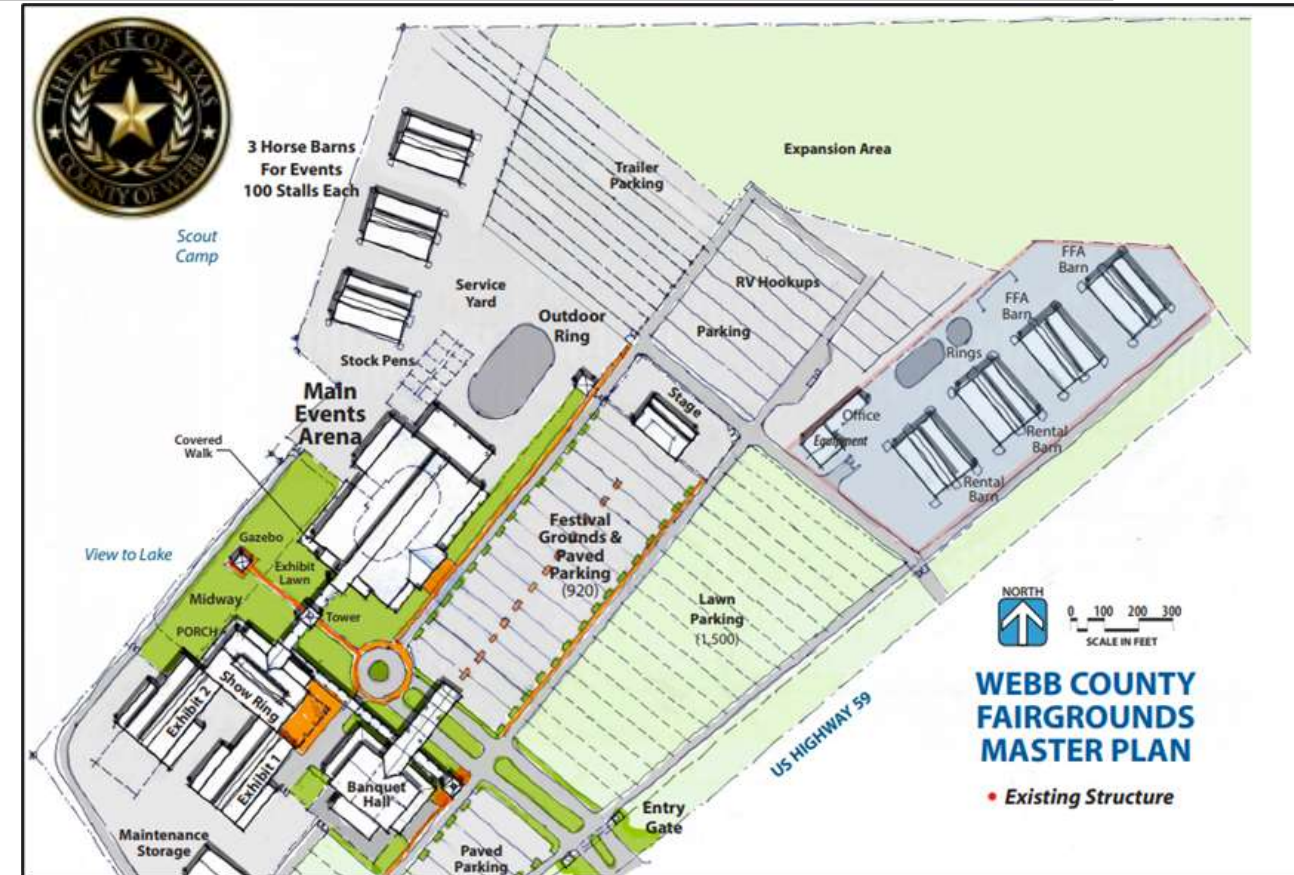 THE STATE OF TEXAS
COUNTY OF WEBB
3 Horse Barns
For Events
100 Stalls Each
Scout
Camp
Trailer
Parking
Expansion Area
Service
Yard
Outdoor
Ring
RV Hookups
Parking
FFA
Barn
FFA
Barn
Rings
Stock Pens
Main
Events
Arena
Stage
Office
Equipment
Rental
Barn
Rental
Barn
Covered
Walk
View to Lake
Gazebo
Exhibit
Lawn
Midway
PORCH
Tower
Festival
Grounds &
Paved
Parking
(920)
Lawn
Parking
(1,500)
NORTH
0 100 200 300
SCALE IN FEET
Show Ring
Exhibit 2
Exhibit 1
Banquet
Hall
US HIGHWAY 59
WEBB COUNTY
FAIRGROUNDS
MASTER PLAN
• Existing Structure
Entry
Gate
Maintenance
Storage
Paved
Parking